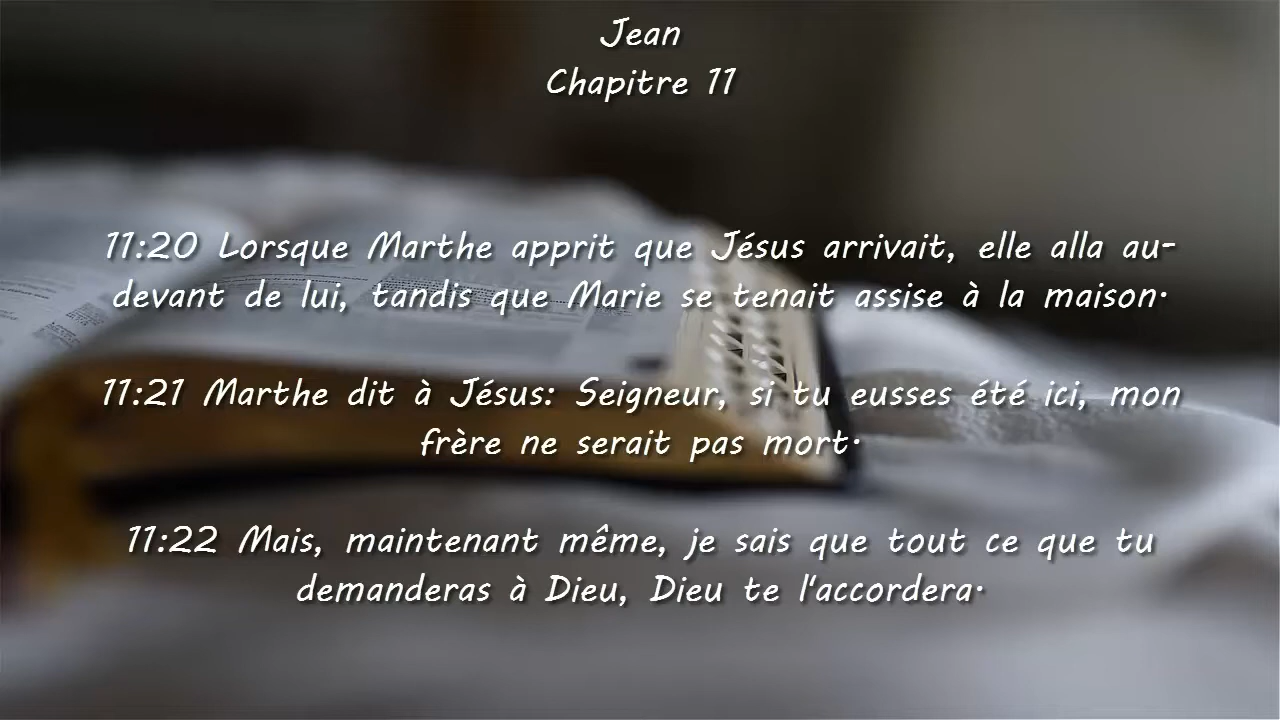 Jean
Chapitre 11
11:20 Lorsque Marthe apprit que Jésus arrivait, elle alla au-
devant de lui, tandis que Marie se tenait assise à la maison.
11:21 Marthe dit à Jésus: Seigneur, si tu eusses été ici, mon
frère ne serait pas mort.
11:22 Mais, maintenant même, je sais que tout ce que tu
demanderas à Dieu, Dieu te l'accordera.